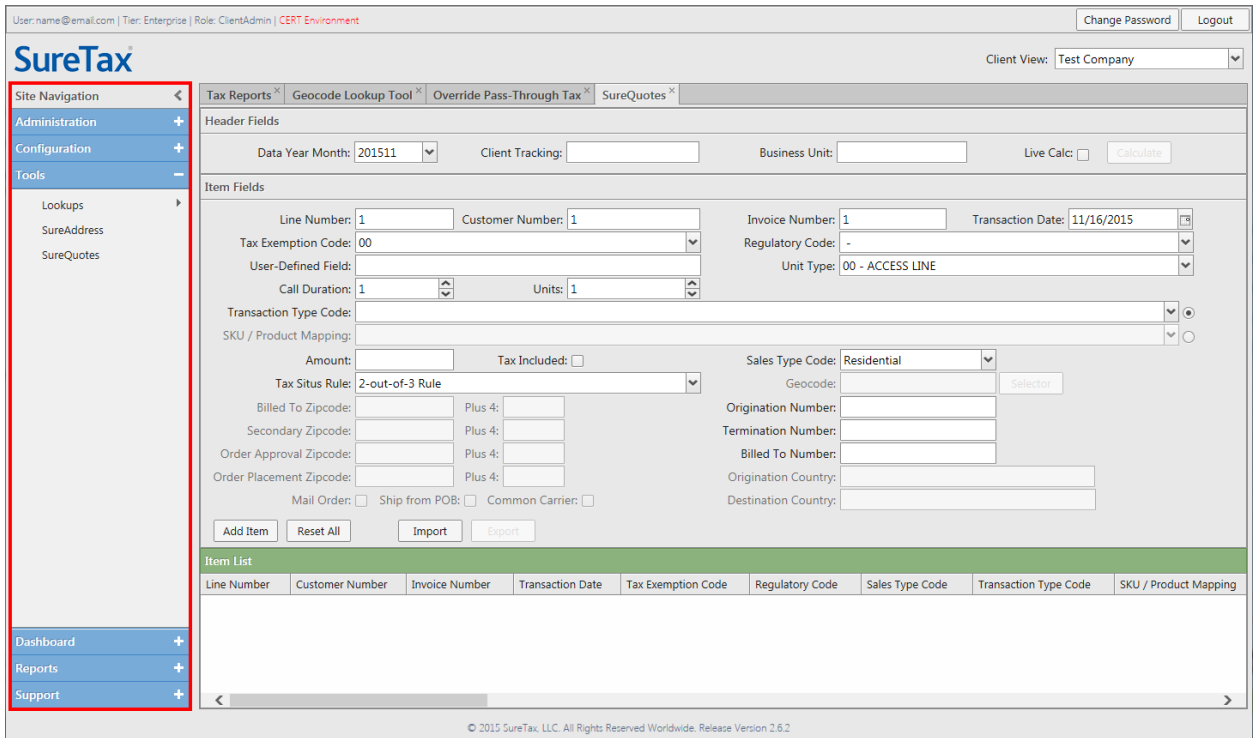 User: name@email.com | Tier: Enterprise | Role: ClientAdmin | CERT Environment Change Password Logout
SureTax Client View: Test Company
Site Navigation
Administration
Configuration
Tools
Lookups
SureAddress
SureQuotes
Dashboard
Reports
Support
Tax Reports Geocode Lookup Tool Override Pass-Through Tax SureQuotes
Header Fields
Data Year Month: 201511 Client Tracking: Business Unit: Live Calc: Calculate
Item Fields
Line Number: 1 Customer Number: 1 Invoice Number: 1 Transaction Date: 11/16/2015
Tax Exemption Code: 00 Regulatory Code: -
User-Defined Field: Unit Type: 00 - ACCESS LINE
Call Duration: 1 Units: 1
Transaction Type Code:
SKU / Product Mapping:
Amount: Tax Included: Sales Type Code: Residential
Tax Situs Rule: 2-out-of-3 Rule Geocode: Selector
Billed To Zipcode: Plus 4: Origination Number:
Secondary Zipcode: Plus 4: Termination Number:
Order Approval Zipcode: Plus 4: Billed To Number:
Order Placement Zipcode: Plus 4: Origination Country:
Mail Order: Ship from POB: Common Carrier: Destination Country:
Add Item Reset All Import Export
Item List
Line Number Customer Number Invoice Number Transaction Date Tax Exemption Code Regulatory Code Sales Type Code Transaction Type Code SKU / Product Mapping
© 2015 SureTax, LLC. All Rights Reserved Worldwide. Release Version 2.6.2